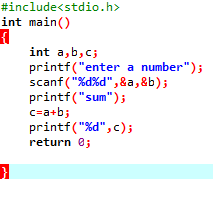 #include<stdio.h>
int main()
{
int a,b,c;
printf("enter a number");
scanf("%d%d",&a,&b);
printf("sum");
c=a+b;
printf("%d",c);
return 0;
}